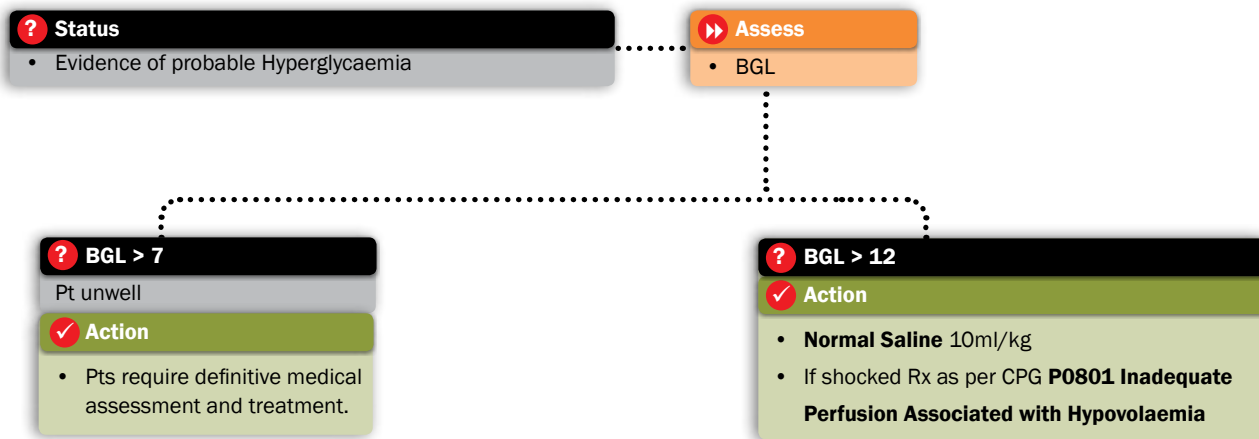 ? Status
• Evidence of probable Hyperglycaemia
Assess
• BGL
? BGL > 7
Pt unwell
Action
• Pts require definitive medical
assessment and treatment.
? BGL > 12
Action
• Normal Saline 10ml/kg
• If shocked Rx as per CPG P0801 Inadequate
Perfusion Associated with Hypovolaemia